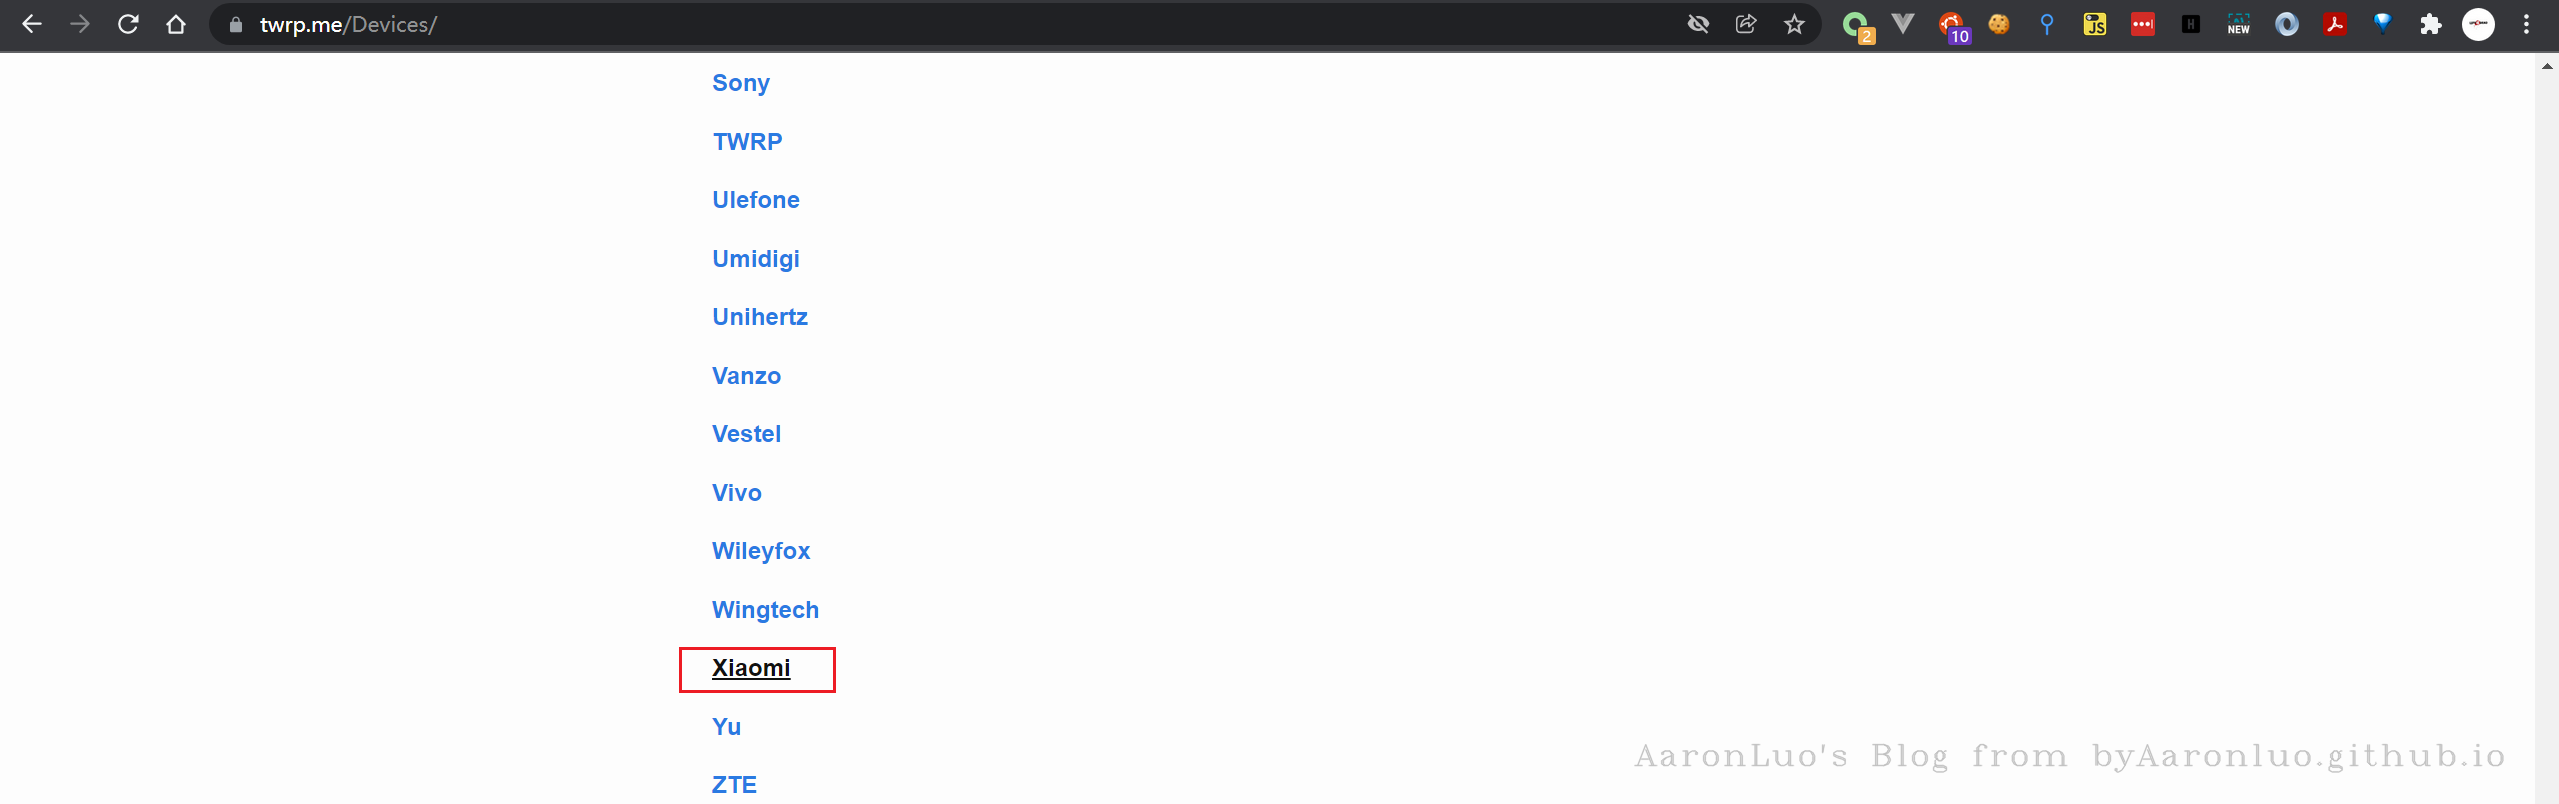 twrp.me/Devices/
2
10
JS
NEW
Sony
TWRP
Ulefone
Umidigi
Unihertz
Vanzo
Vestel
Vivo
Wileyfox
Wingtech
Xiaomi
Yu
ZTE
AaronLuo's Blog from byAaronluo.github.io